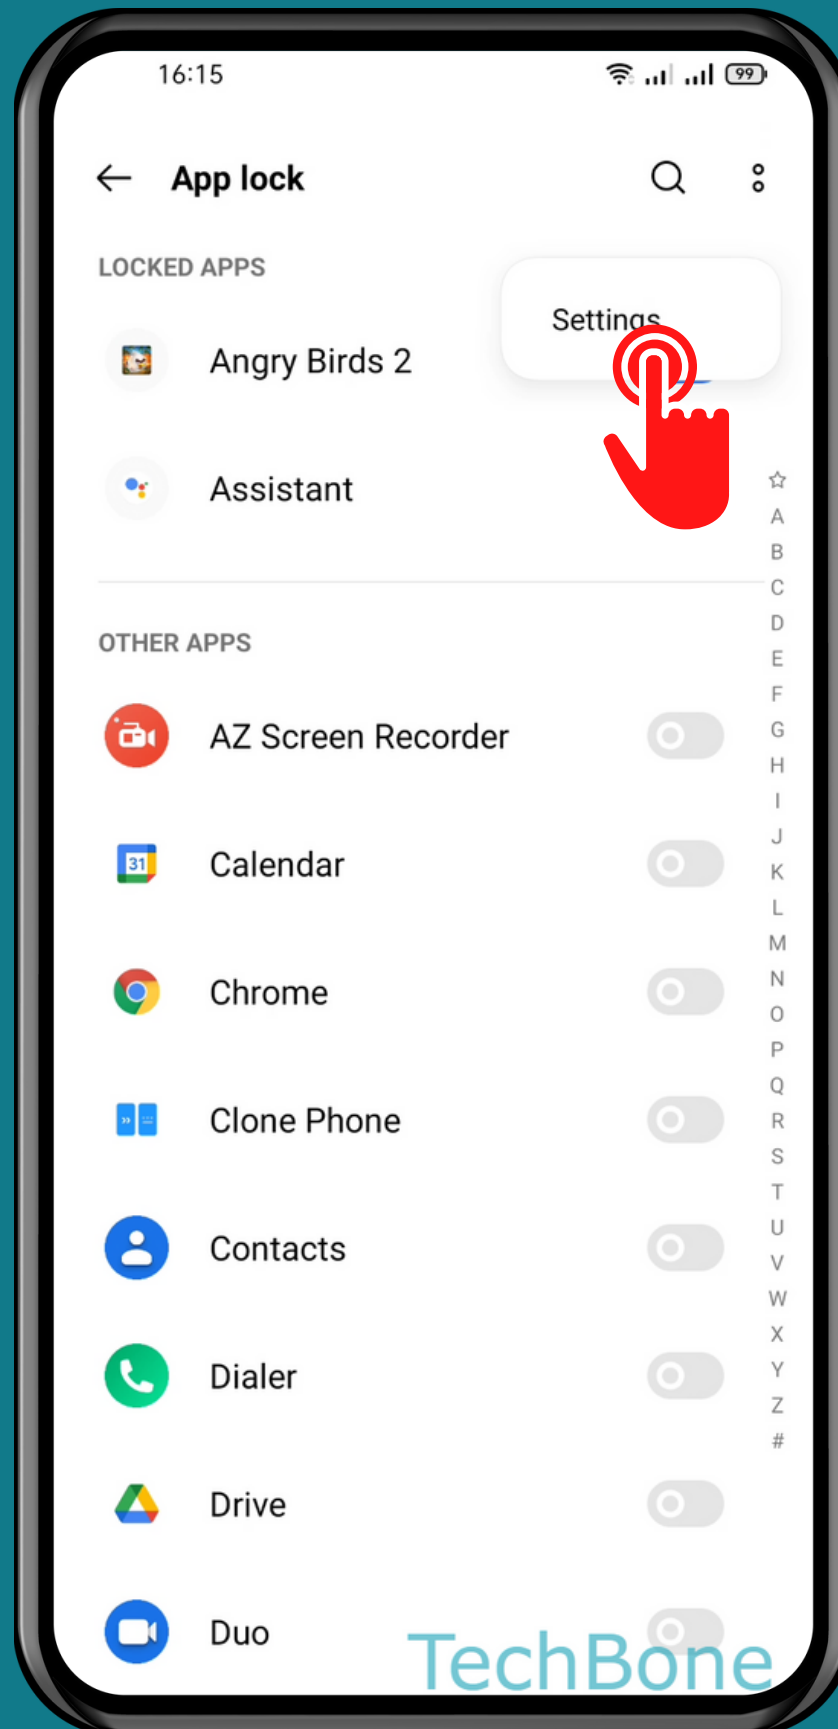 16:15
99
App lock
LOCKED APPS
Settings
Angry Birds 2
Assistant
OTHER APPS
AZ Screen Recorder
31
Calendar
Chrome
Clone Phone
Contacts
Dialer
Drive
Duo
A
B
C
D
E
F
G
H
I
J
K
L
M
N
O
P
Q
R
S
T
U
V
W
X
Y
Z
#
TechBone